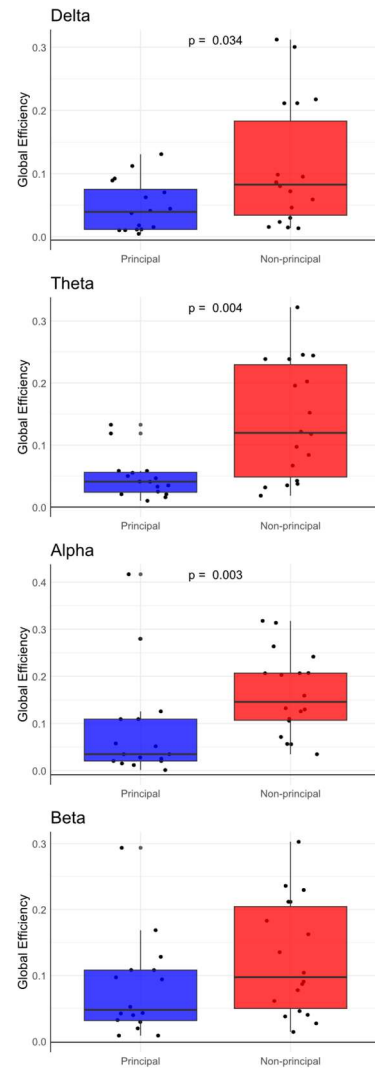 Delta
p = 0.034
Global Efficiency
0.3
0.2
0.1
0.0
Principal Non-principal
Theta
p = 0.004
Global Efficiency
0.3
0.2
0.1
0.0
Principal Non-principal
Alpha
p = 0.003
Global Efficiency
0.4
0.3
0.2
0.1
0.0
Principal Non-principal
Beta
Global Efficiency
0.3
0.2
0.1
0.0
Principal Non-principal